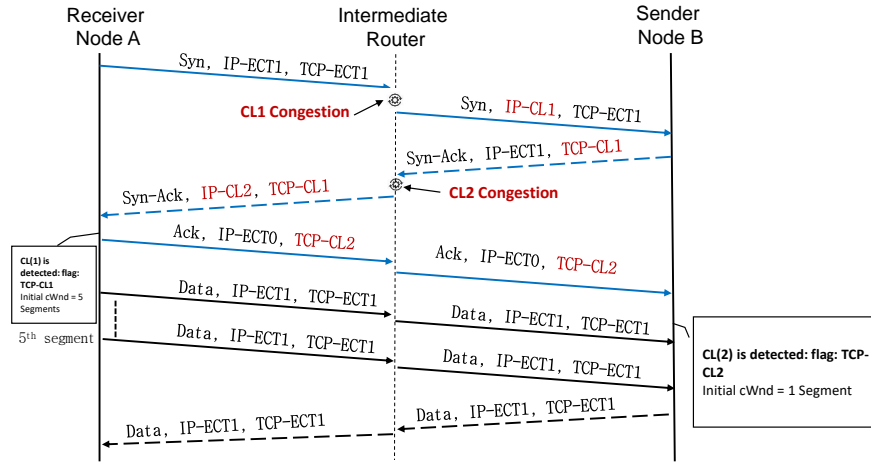 Receiver
Node A
Intermediate
Router
Sender
Node B
Syn, IP-ECT1, TCP-ECT1
CL1 Congestion
Syn, IP-CL1, TCP-ECT1
Syn-Ack, IP-ECT1, TCP-CL1
CL2 Congestion
Syn-Ack, IP-CL2, TCP-CL1
Ack, IP-ECT0, TCP-CL2
Ack, IP-ECT0, TCP-CL2
CL(1) is
detected: flag:
TCP-CL1
Initial cWnd = 5
Segments
Data, IP-ECT1, TCP-ECT1
Data, IP-ECT1, TCP-ECT1
5th segment
Data, IP-ECT1, TCP-ECT1
Data, IP-ECT1, TCP-ECT1
CL(2) is detected: flag: TCP-
CL2
Initial cWnd = 1 Segment
Data, IP-ECT1, TCP-ECT1
Data, IP-ECT1, TCP-ECT1